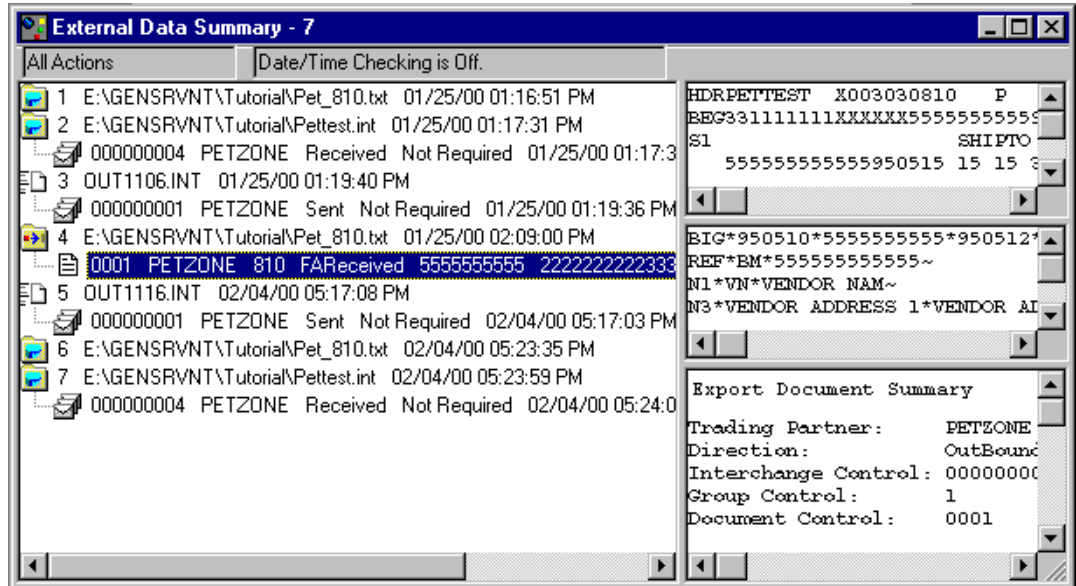 External Data Summary - 7
All Actions
Date/Time Checking is Off.
1 E:\GENSRVNT\Tutorial\Pet_810.txt 01/25/00 01:16:51 PM
2 E:\GENSRVNT\Tutorial\Pettest.int 01/25/00 01:17:31 PM
000000004 PETZONE Received Not Required 01/25/00 01:17:3
3 OUT1106.INT 01/25/00 01:19:40 PM
000000001 PETZONE Sent Not Required 01/25/00 01:19:36 PM
4 E:\GENSRVNT\Tutorial\Pet_810.txt 01/25/00 02:09:00 PM
0001 PETZONE 810 FAReceived 5555555555 2222222222333
5 OUT1116.INT 02/04/00 05:17:08 PM
000000001 PETZONE Sent Not Required 02/04/00 05:17:03 PM
6 E:\GENSRVNT\Tutorial\Pet_810.txt 02/04/00 05:23:35 PM
7 E:\GENSRVNT\Tutorial\Pettest.int 02/04/00 05:23:59 PM
000000004 PETZONE Received Not Required 02/04/00 05:24:0
HDRPETTEST X003030810 P
S1 SHIPTO
5555555555555950515 15 15
BIG*950510*5555555555*950512*
REF*BM*555555555555~
N1*VN*VENDOR NAM~
N3*VENDOR ADDRESS 1*VENDOR AD
Export Document Summary
Trading Partner: PETZONE
Direction: OutBound
Interchange Control: 00000000
Group Control: 1
Document Control: 0001